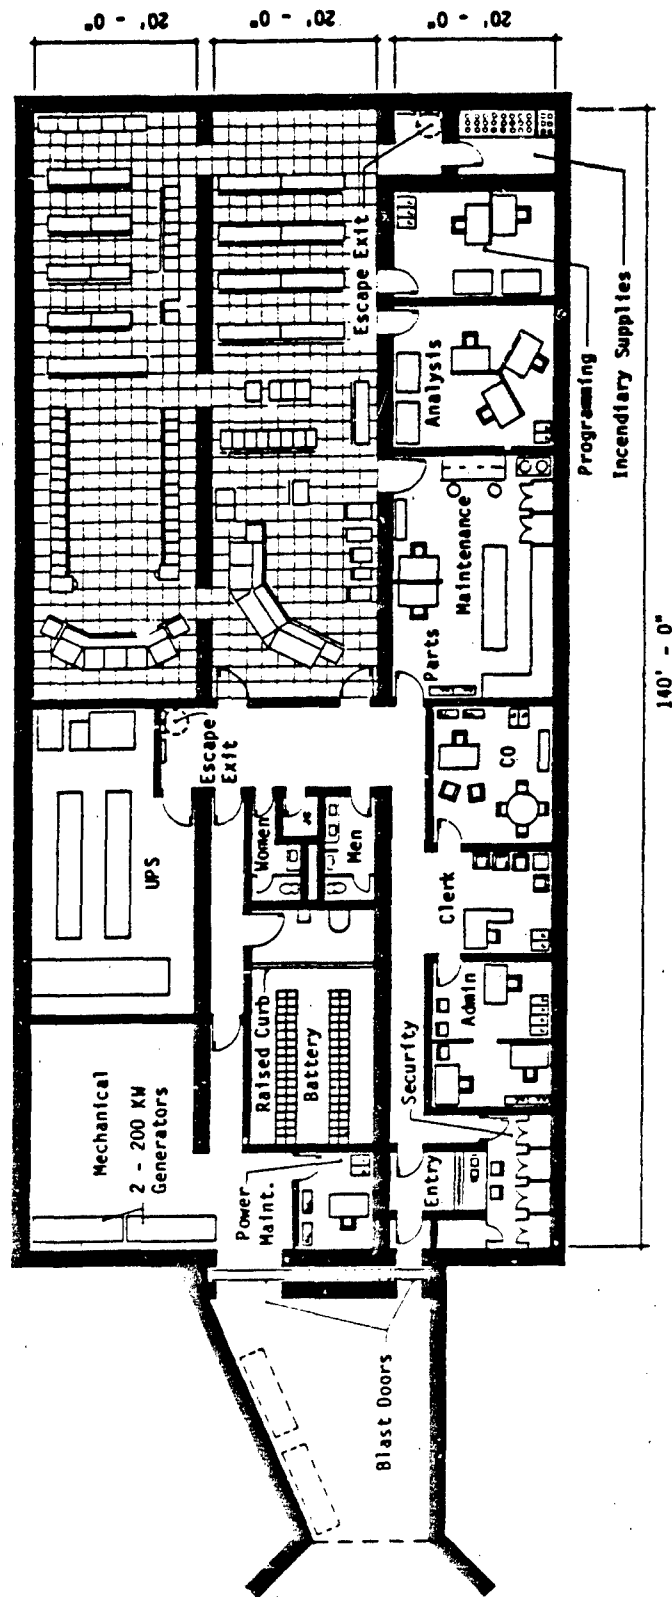 20' - 0"
20' - 0"
20' - 0"
140' - 0"
Mechanical
2 - 200 KW
Generators
UPS
Escape
Exit
Escape Exit
Women
Men
Raised Curb
Battery
Power
Maint.
Security
Entry
Admin
Clerk
CO
Parts
Maintenance
Analysis
Programming
Incendiary Supplies
Blast Doors